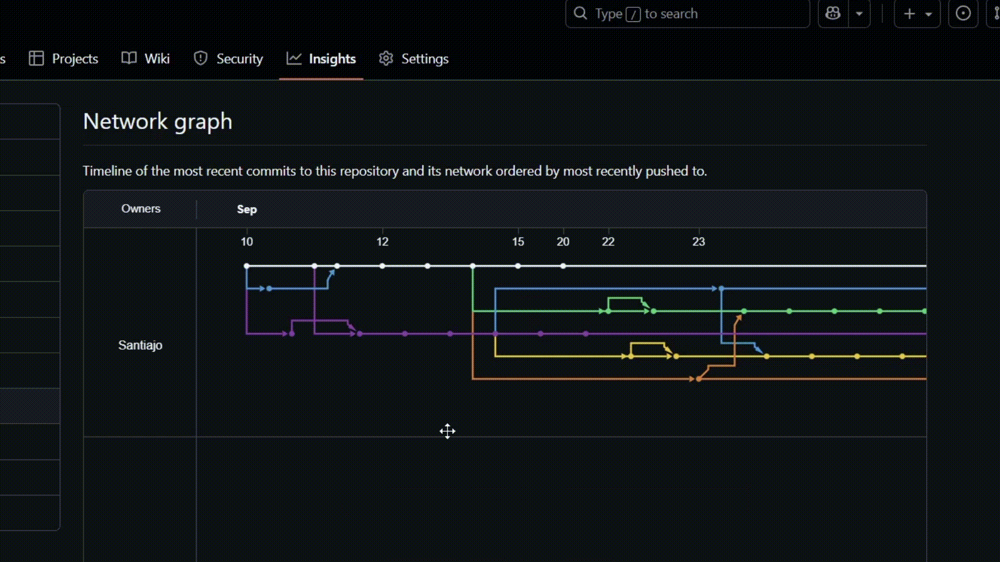 Type / to search
s Projects Wiki Security Insights Settings
Network graph
Timeline of the most recent commits to this repository and its network ordered by most recently pushed to.
Owners Sep
10 12 15 20 22 23
Santiajo